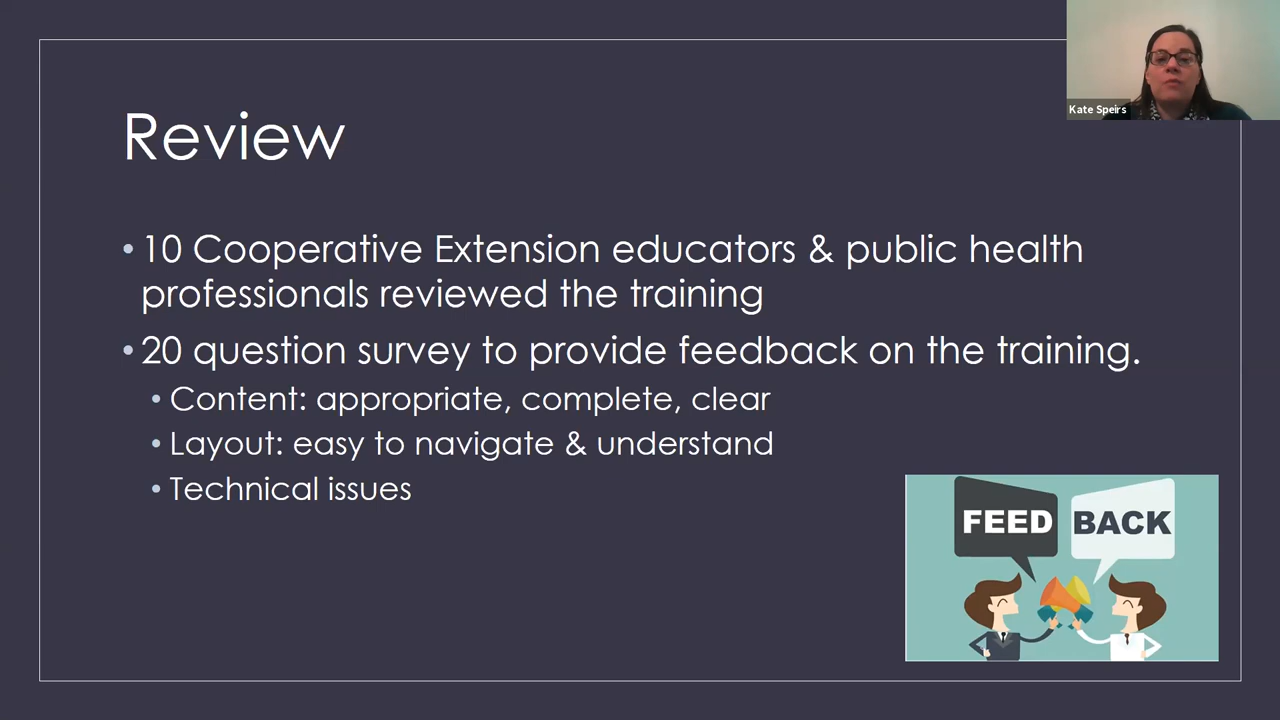 Kate Speirs
Review
• 10 Cooperative Extension educators & public health
professionals reviewed the training
• 20 question survey to provide feedback on the training.
• Content: appropriate, complete, clear
• Layout: easy to navigate & understand
• Technical issues
FEED BACK